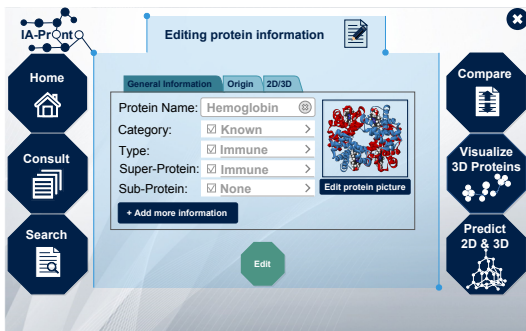 IA-PrOnt
Editing protein information
Home
Consult
Search
General Information
Origin
2D/3D
Protein Name: Hemoglobin
Category: Known
Type: Immune
Super-Protein: Immune
Sub-Protein: None
+ Add more information
Edit protein picture
Edit
Compare
Visualize
3D Proteins
Predict
2D & 3D